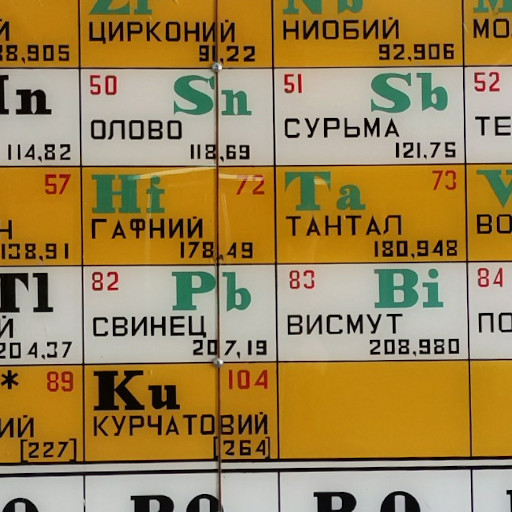 Zr Nb
Й ЦИРКОНИЙ НИОБИЙ МО
88,905 91,22 92,906
In 50 Sn 51 Sb 52
ОЛОВО СУРЬМА ТЕ
114,82 118,69 121,75
57 Hf 72 Ta 73 V
Н ГАФНИЙ ТАНТАЛ ВО
138,91 178,49 180,948
Tl 82 Pb 83 Bi 84
Й СВИНЕЦ ВИСМУТ ПО
204,37 207,19 208,980
* 89 Ku 104
ИЙ КУРЧАТОВИЙ
[227] [264]